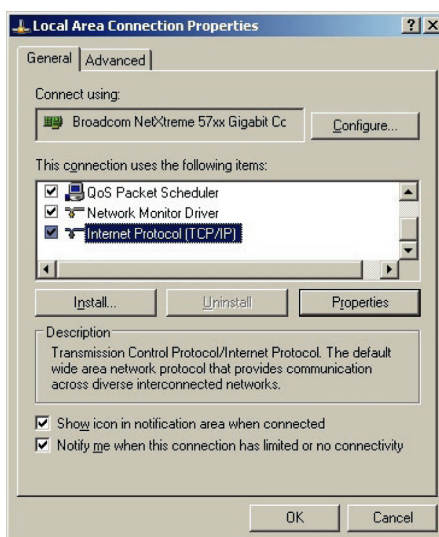 Local Area Connection Properties
General Advanced
Connect using:
Broadcom NetXtreme 57xx Gigabit Cc
Configure...
This connection uses the following items:
QoS Packet Scheduler
Network Monitor Driver
Internet Protocol (TCP/IP)
Install... Uninstall Properties
Description
Transmission Control Protocol/Internet Protocol. The default
wide area network protocol that provides communication
across diverse interconnected networks.
Show icon in notification area when connected
Notify me when this connection has limited or no connectivity
OK Cancel